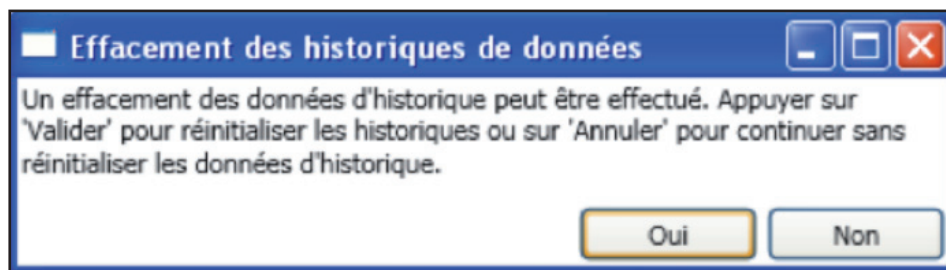 Effacement des historiques de données
Un effacement des données d'historique peut être effectué. Appuyer sur
'Valider' pour réinitialiser les historiques ou sur 'Annuler' pour continuer sans
réinitialiser les données d'historique.
Oui
Non